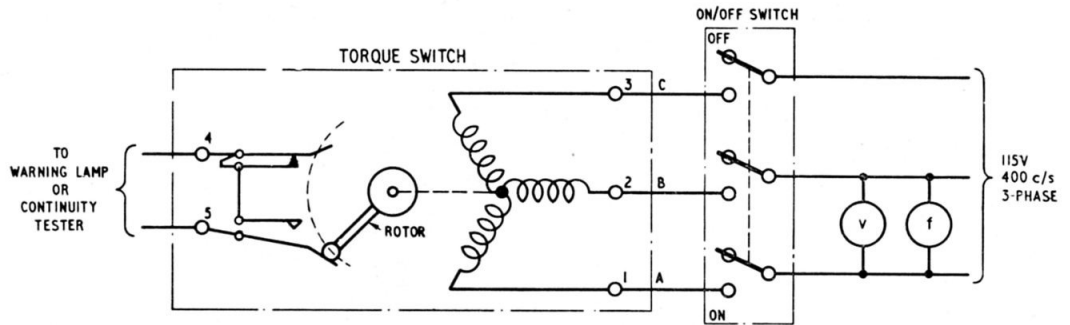 ON/OFF SWITCH
OFF
TORQUE SWITCH
3 C
4
TO
WARNING LAMP
OR
CONTINUITY
TESTER
2 B
115V
400 c/s
3-PHASE
5
ROTOR
V
f
1 A
ON